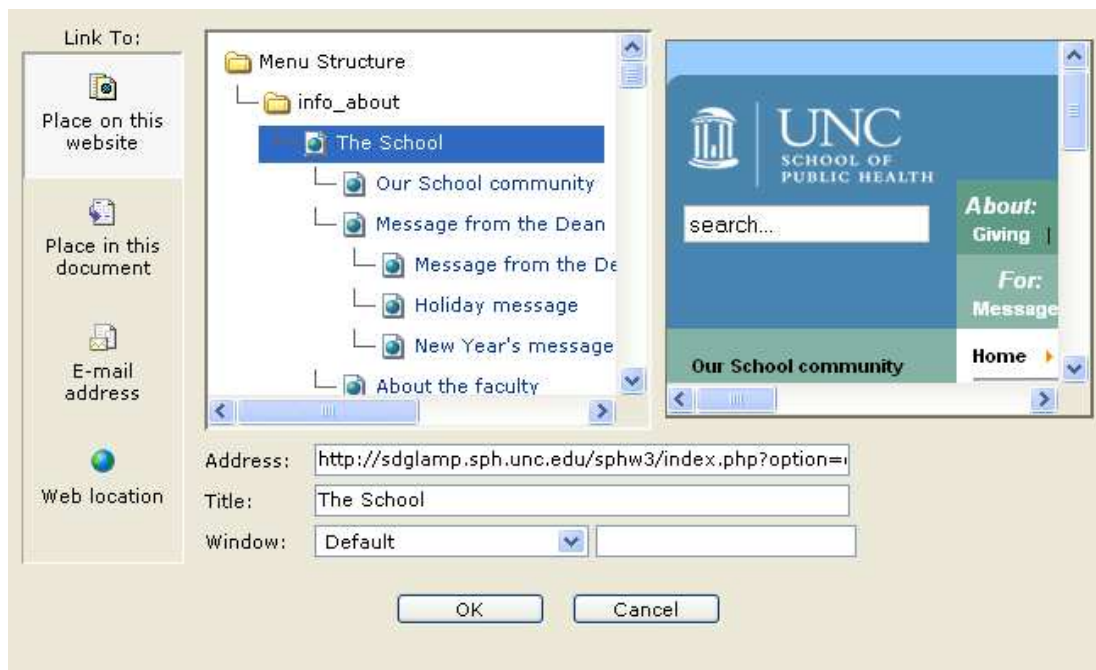 Link To:
Place on this
website
Place in this
document
E-mail
address
Web location
Menu Structure
info_about
The School
Our School community
Message from the Dean
Message from the De
Holiday message
New Year's message
About the faculty
UNC
SCHOOL OF
PUBLIC HEALTH
search...
About:
Giving |
For:
Message
Our School community
Home
Address: http://sdglamp.sph.unc.edu/sphw3/index.php?option=
Title: The School
Window: Default
OK Cancel